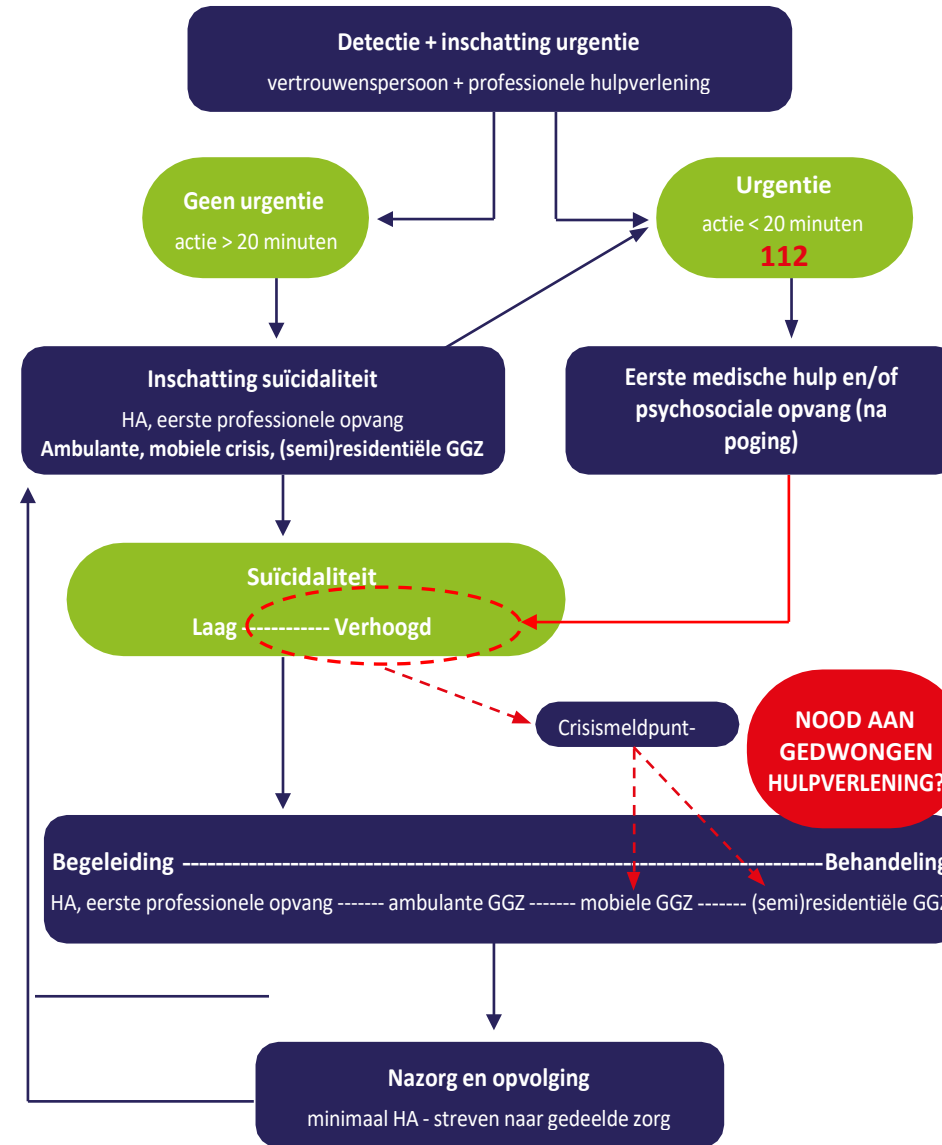 Detectie + inschatting urgentie
vertrouwenspersoon + professionele hulpverlening
Geen urgentie
actie > 20 minuten
Urgentie
actie < 20 minuten
112
Inschatting suïcidaliteit
HA, eerste professionele opvang
Ambulante, mobiele crisis, (semi)residentiële GGZ
Eerste medische hulp en/of
psychosociale opvang (na
poging)
Suïcidaliteit
Laag ------------ Verhoogd
Crisismeldpunt-
NOOD AAN
GEDWONGEN
HULPVERLENING?
Begeleiding ------------------------------------------------------------------------------Behandeling
HA, eerste professionele opvang ------- ambulante GGZ ------- mobiele GGZ ------- (semi)residentiële GGZ
Nazorg en opvolging
minimaal HA - streven naar gedeelde zorg